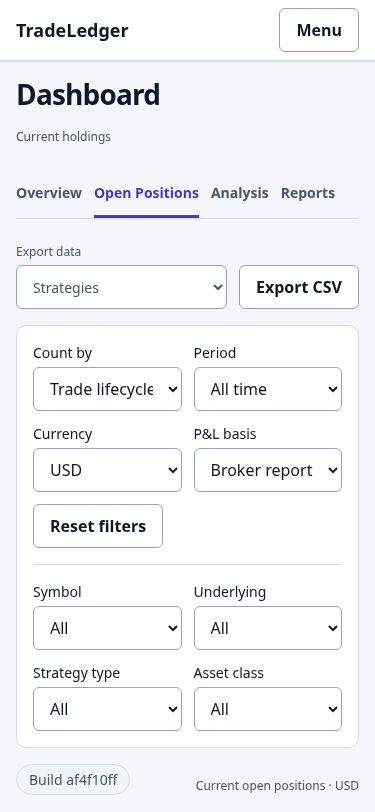 TradeLedger
Menu
Dashboard
Current holdings
Overview Open Positions Analysis Reports
Export data
Strategies Export CSV
Count by Period
Trade lifecycle All time
Currency P&L basis
USD Broker report
Reset filters
Symbol Underlying
All All
Strategy type Asset class
All All
Build af4f10ff Current open positions · USD